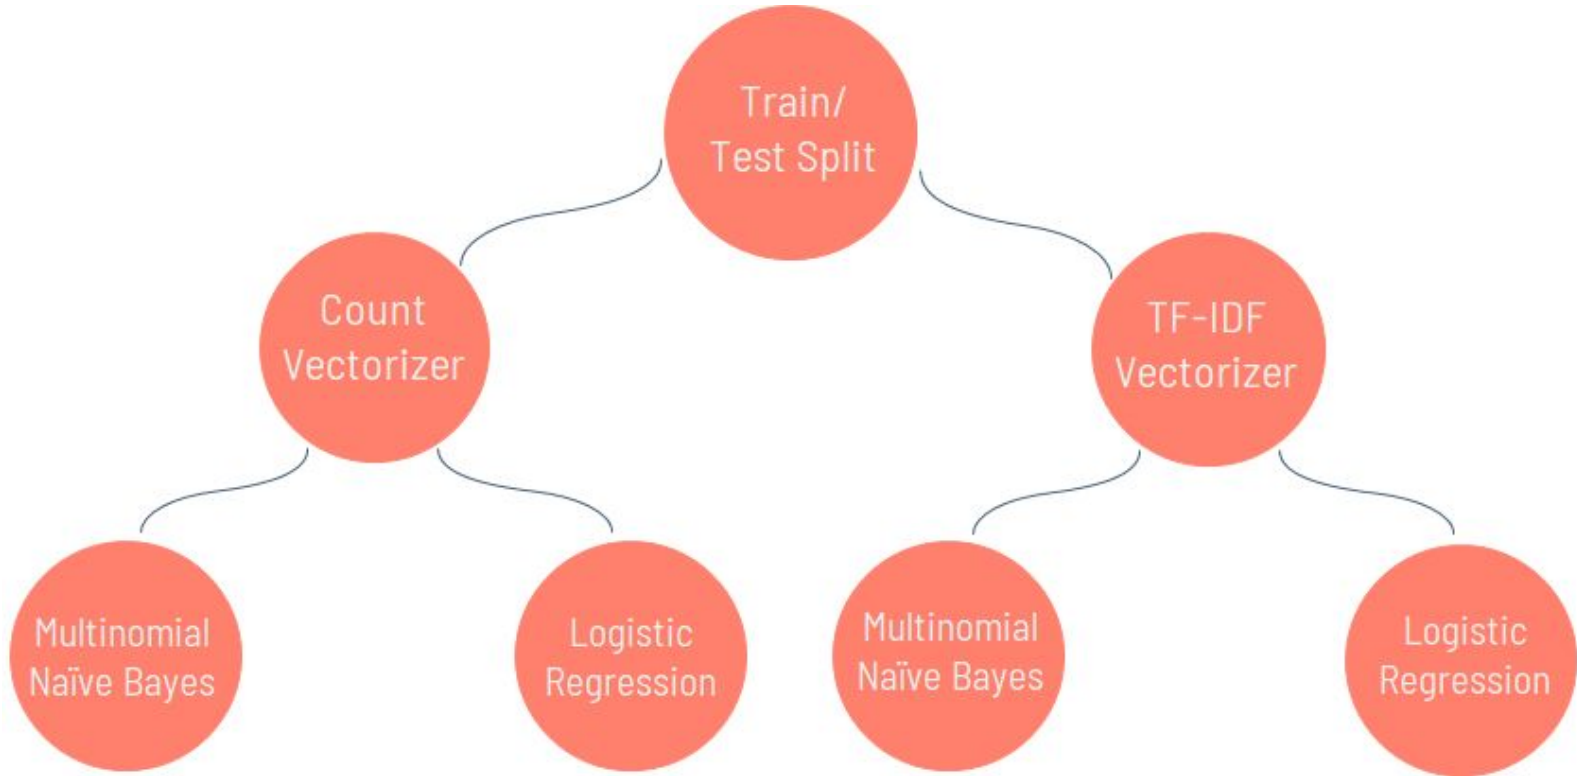 Train/
Test Split
Count
Vectorizer
TF-IDF
Vectorizer
Multinomial
Naïve Bayes
Logistic
Regression
Multinomial
Naïve Bayes
Logistic
Regression